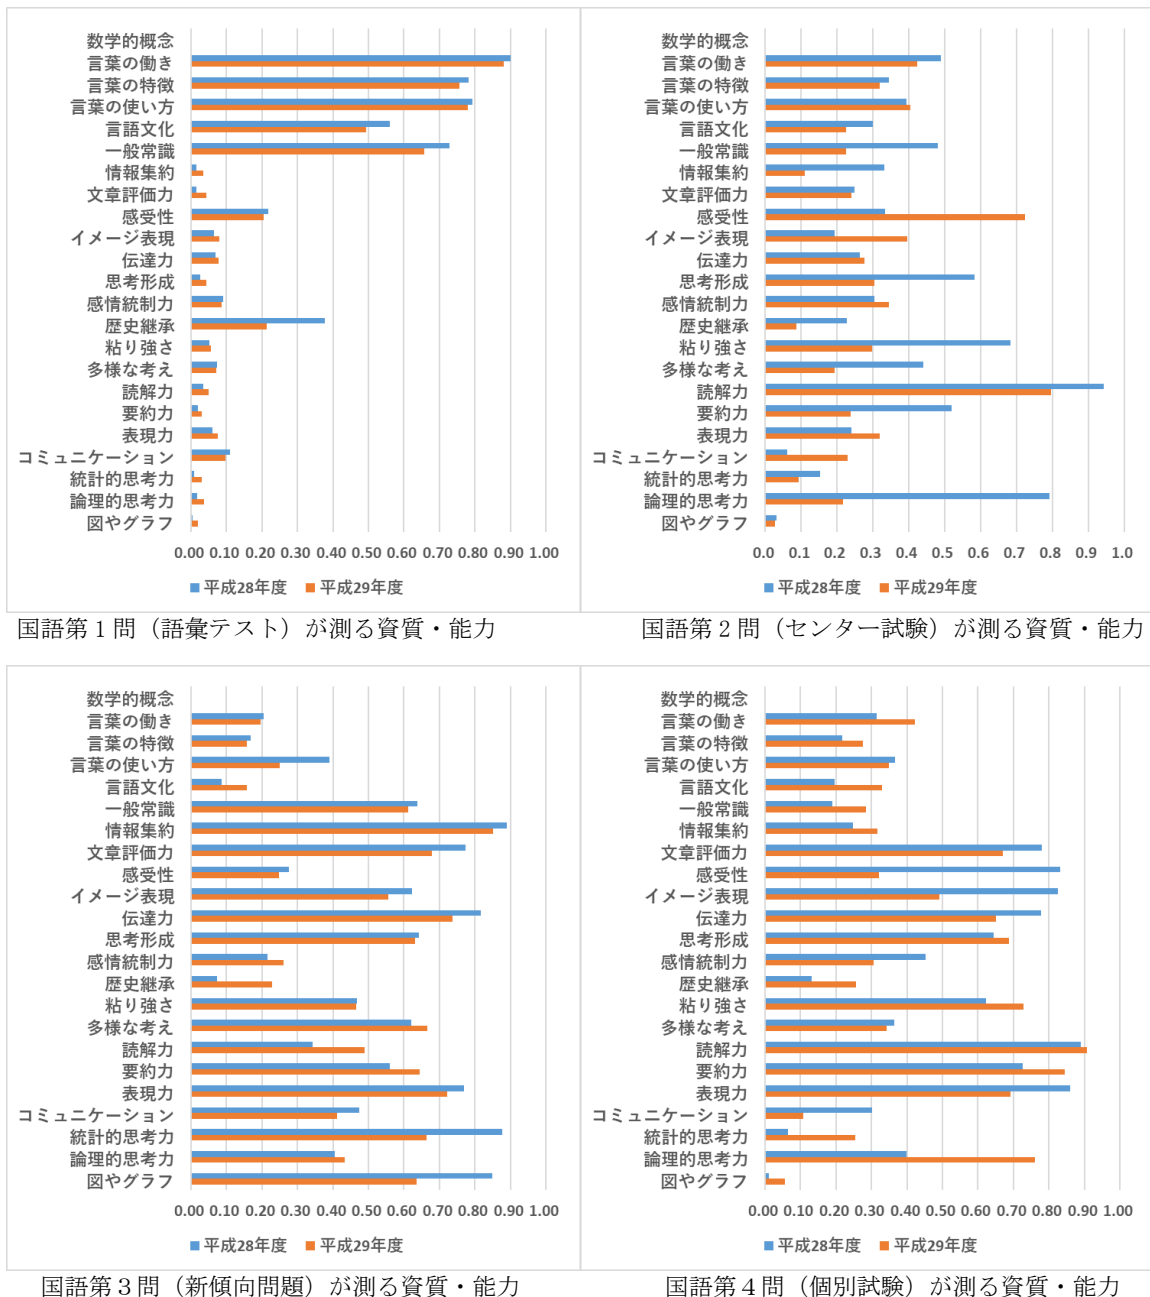 数学的概念
言葉の働き
言葉の特徴
言葉の使い方
言語文化
一般常識
情報集約
文章評価力
感受性
イメージ表現
伝達力
思考形成
感情統制力
歴史継承
粘り強さ
多様な考え
読解力
要約力
表現力
コミュニケーション
統計的思考力
論理的思考力
図やグラフ
0.00 0.10 0.20 0.30 0.40 0.50 0.60 0.70 0.80 0.90 1.00
平成28年度 平成29年度
国語第１問（語彙テスト）が測る資質・能力
数学的概念
言葉の働き
言葉の特徴
言葉の使い方
言語文化
一般常識
情報集約
文章評価力
感受性
イメージ表現
伝達力
思考形成
感情統制力
歴史継承
粘り強さ
多様な考え
読解力
要約力
表現力
コミュニケーション
統計的思考力
論理的思考力
図やグラフ
0.0 0.1 0.2 0.3 0.4 0.5 0.6 0.7 0.8 0.9 1.0
平成28年度 平成29年度
国語第２問（センター試験）が測る資質・能力
数学的概念
言葉の働き
言葉の特徴
言葉の使い方
言語文化
一般常識
情報集約
文章評価力
感受性
イメージ表現
伝達力
思考形成
感情統制力
歴史継承
粘り強さ
多様な考え
読解力
要約力
表現力
コミュニケーション
統計的思考力
論理的思考力
図やグラフ
0.00 0.10 0.20 0.30 0.40 0.50 0.60 0.70 0.80 0.90 1.00
平成28年度 平成29年度
国語第３問（新傾向問題）が測る資質・能力
数学的概念
言葉の働き
言葉の特徴
言葉の使い方
言語文化
一般常識
情報集約
文章評価力
感受性
イメージ表現
伝達力
思考形成
感情統制力
歴史継承
粘り強さ
多様な考え
読解力
要約力
表現力
コミュニケーション
統計的思考力
論理的思考力
図やグラフ
0.00 0.10 0.20 0.30 0.40 0.50 0.60 0.70 0.80 0.90 1.00
平成28年度 平成29年度
国語第４問（個別試験）が測る資質・能力